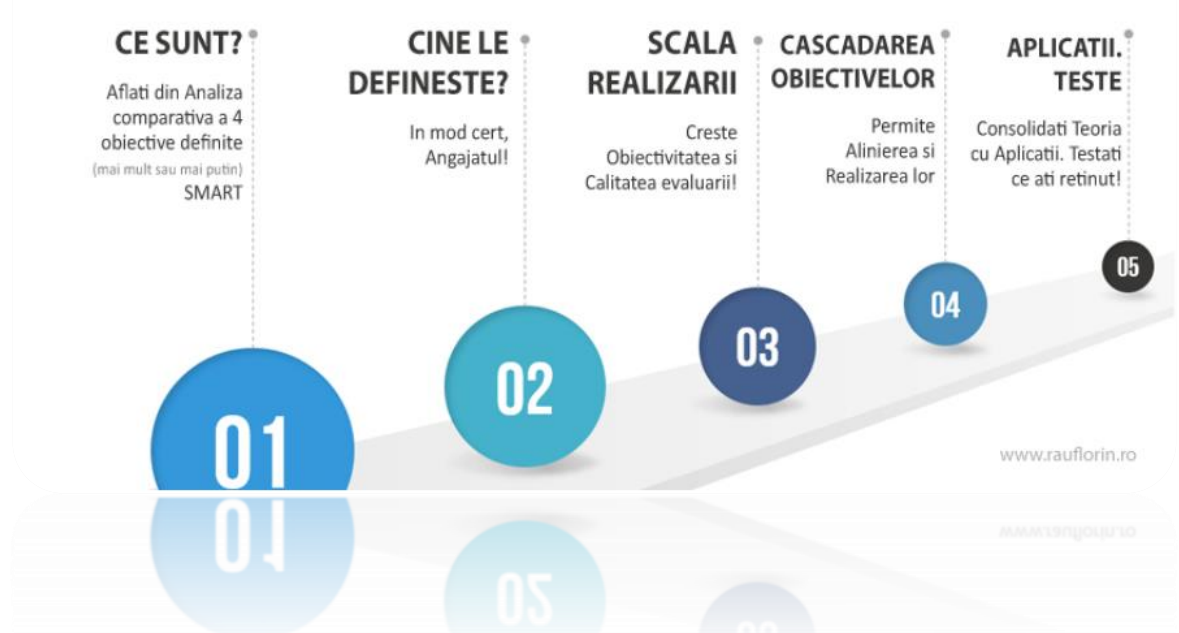 CE SUNT?
Aflati din Analiza
comparativa a 4
obiective definite
(mai mult sau mai putin)
SMART
01
CINE LE
DEFINESTE?
In mod cert,
Angajatul!
02
SCALA
REALIZARII
Creste
Obiectivitatea si
Calitatea evaluarii!
03
CASCADAREA
OBIECTIVELOR
Permite
Alinierea si
Realizarea lor
04
APLICATII.
TESTE
Consolidati Teoria
cu Aplicatii. Testati
ce ati retinut!
05
www.rauflorin.ro